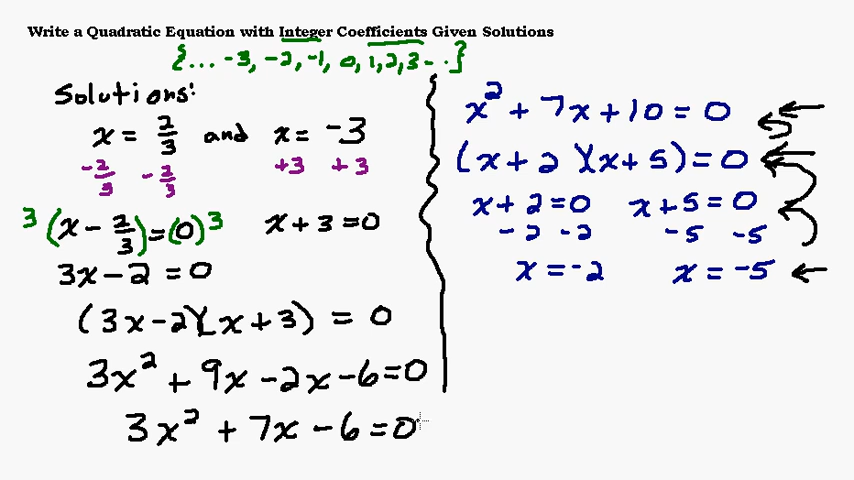 Write a Quadratic Equation with Integer Coefficients Given Solutions
{... -3, -2, -1, 0, 1, 2, 3 - . .}
Solutions:
x = 2/3 and x = -3
-2/3 -2/3 +3 +3
3(x - 2/3) = (0)3 x + 3 = 0
3x - 2 = 0
(3x - 2)(x + 3) = 0
3x² + 9x - 2x - 6 = 0
3x² + 7x - 6 = 0
x² + 7x + 10 = 0
(x + 2)(x + 5) = 0
x + 2 = 0 x + 5 = 0
-2 -2 -5 -5
x = -2 x = -5